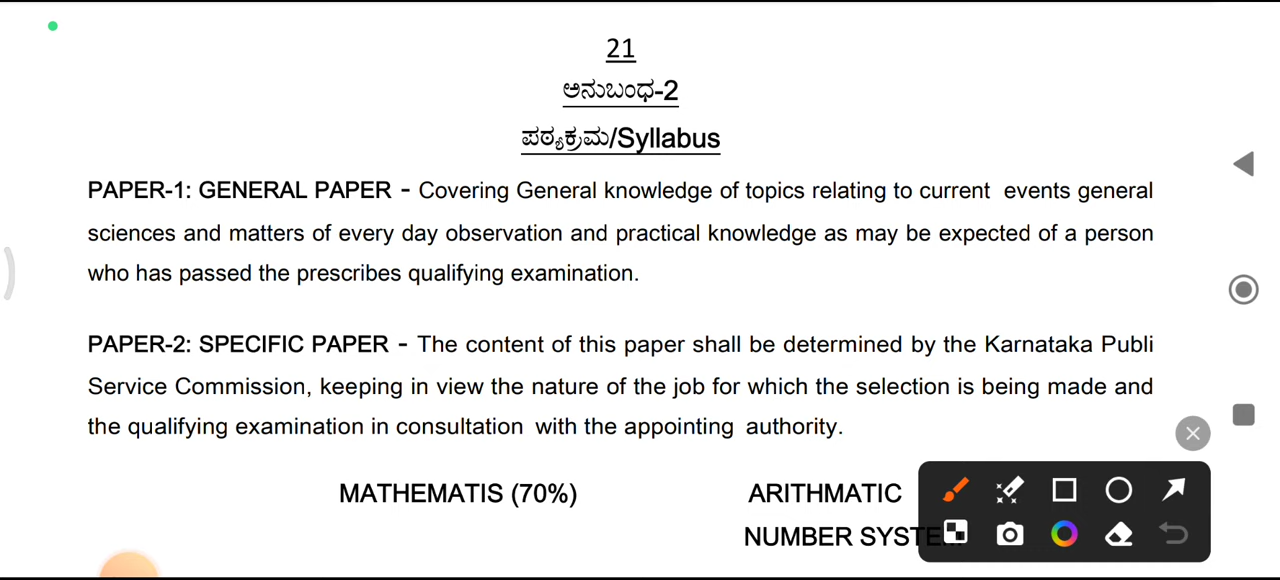 21
ಅನುಬಂಧ-2
ಪಠ್ಯಕ್ರಮ/Syllabus
PAPER-1: GENERAL PAPER - Covering General knowledge of topics relating to current events general
sciences and matters of every day observation and practical knowledge as may be expected of a person
who has passed the prescribes qualifying examination.
PAPER-2: SPECIFIC PAPER - The content of this paper shall be determined by the Karnataka Publi
Service Commission, keeping in view the nature of the job for which the selection is being made and
the qualifying examination in consultation with the appointing authority.
MATHEMATIS (70%) ARITHMATIC
NUMBER